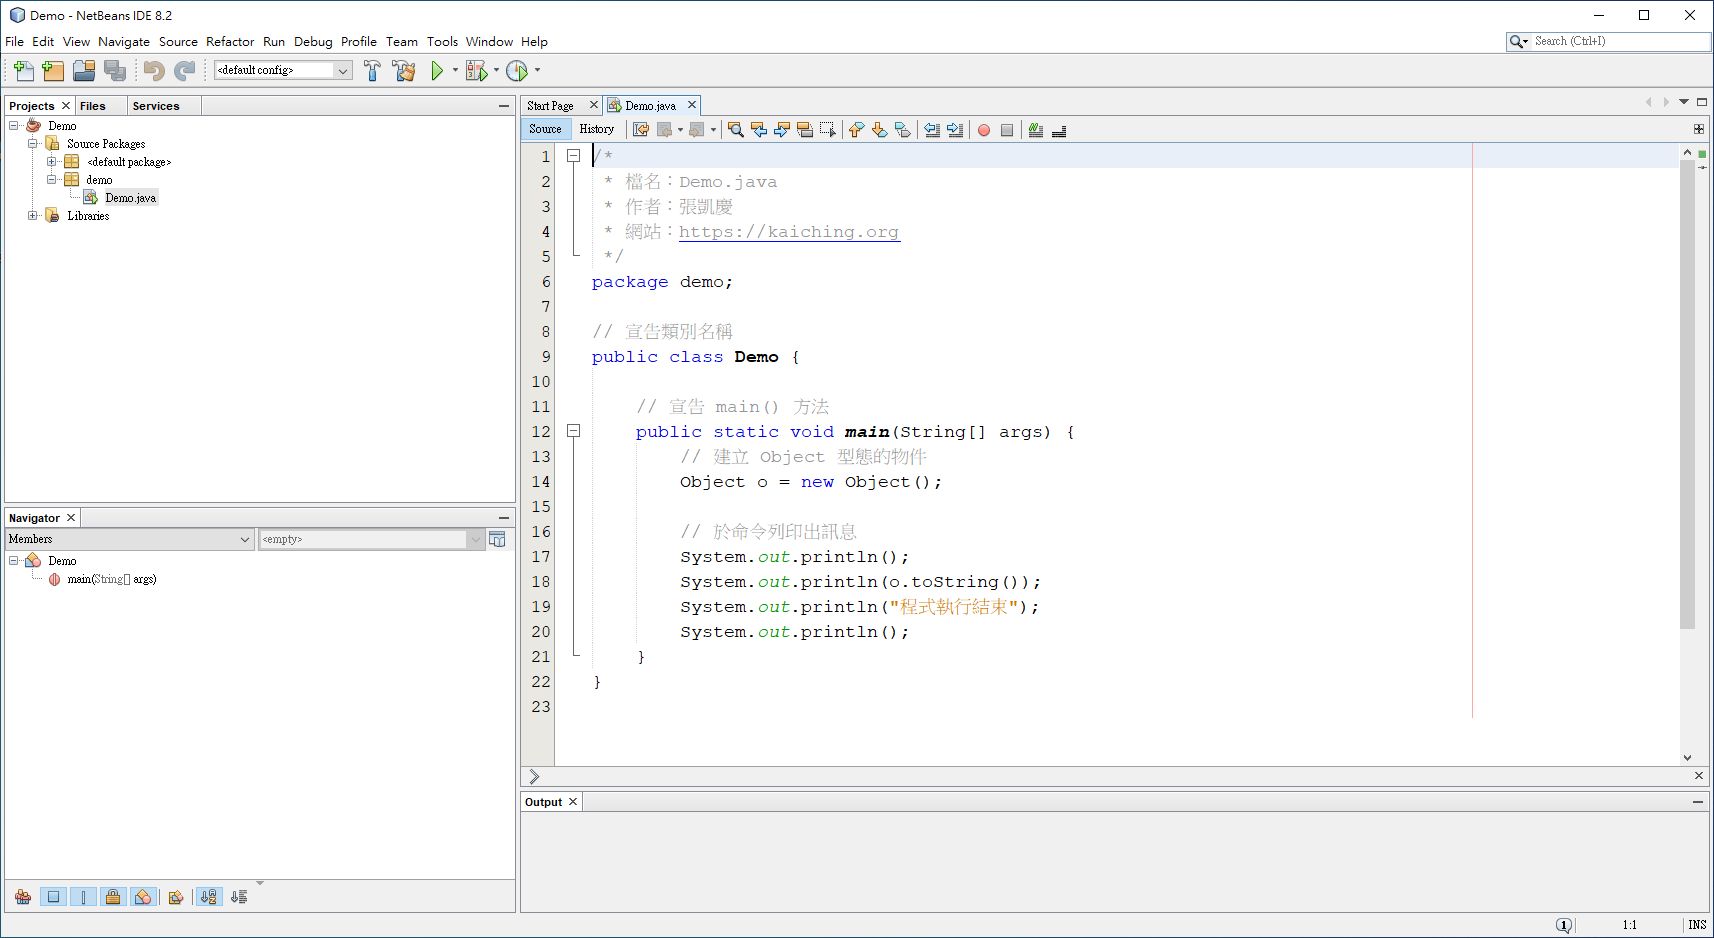 Demo - NetBeans IDE 8.2
File Edit View Navigate Source Refactor Run Debug Profile Team Tools Window Help
Search (Ctrl+I)
<default config>
Projects Files Services
Demo
Source Packages
<default package>
demo
Demo.java
Libraries
Navigator
Members
<empty>
Demo
main(String[] args)
Start Page Demo.java
Source History
1 /*
2 * 檔名：Demo.java
3 * 作者：張凱慶
4 * 網站：https://kaiching.org
5 */
6 package demo;
7
8 // 宣告類別名稱
9 public class Demo {
10
11 // 宣告 main() 方法
12 public static void main(String[] args) {
13 // 建立 Object 型態的物件
14 Object o = new Object();
15
16 // 於命令列印出訊息
17 System.out.println();
18 System.out.println(o.toString());
19 System.out.println("程式執行結束");
20 System.out.println();
21 }
22 }
23
Output
1
1:1
INS